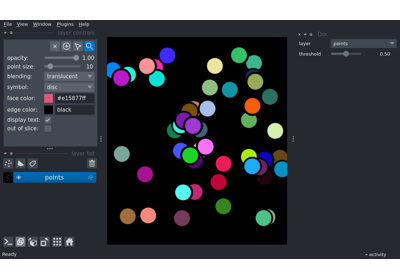 File View Window Plugins Help
layer controls
opacity: 1.00
point size: 10
blending: translucent
symbol: disc
face color: #e15877ff
edge color: black
display text:
out of slice:
layer list
points
Ready
layer points
threshold 0.50
activity